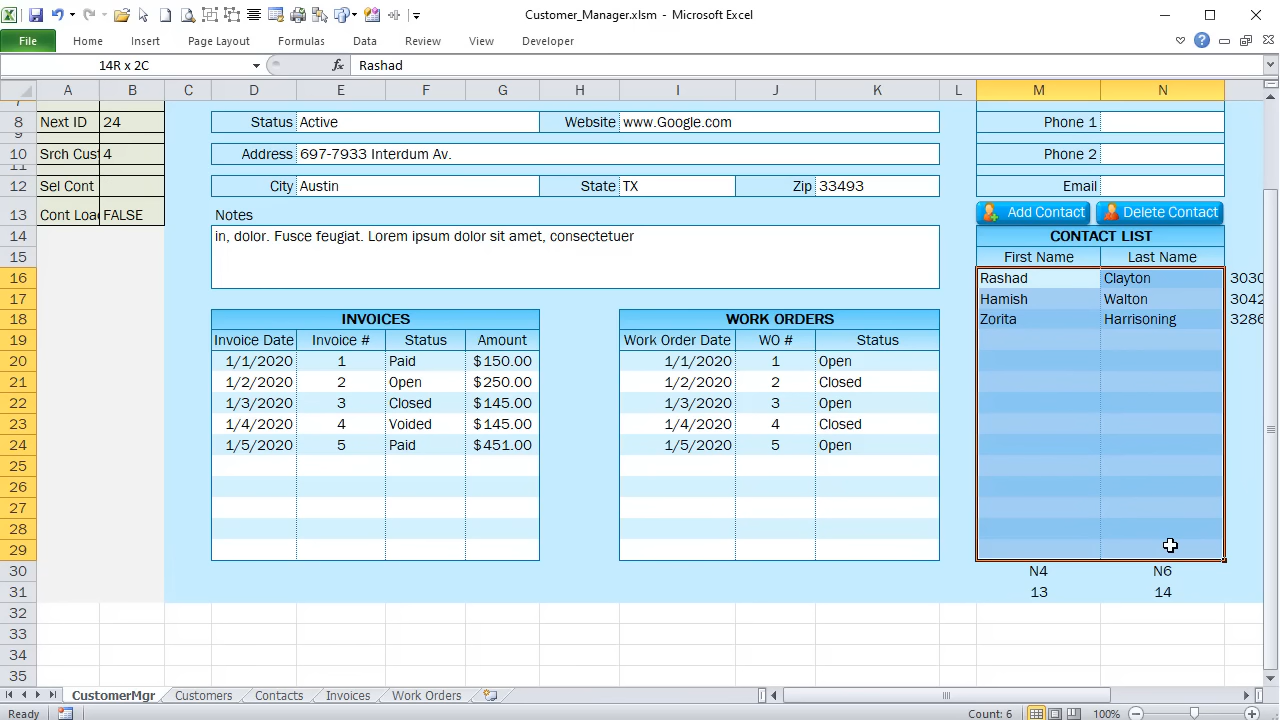 Customer_Manager.xlsm - Microsoft Excel
File Home Insert Page Layout Formulas Data Review View Developer
14R x 2C fx Rashad
A B C D E F G H I J K L M N
7
8 Next ID 24 Status Active Website www.Google.com Phone 1
9
10 Srch Cust 4 Address 697-7933 Interdum Av. Phone 2
11
12 Sel Cont City Austin State TX Zip 33493 Email
13 Cont Load FALSE Notes Add Contact Delete Contact
14 in, dolor. Fusce feugiat. Lorem ipsum dolor sit amet, consectetuer CONTACT LIST
15 First Name Last Name
16 Rashad Clayton 3030
17 Hamish Walton 3042
18 INVOICES WORK ORDERS Zorita Harrisoning 3286
19 Invoice Date Invoice # Status Amount Work Order Date WO # Status
20 1/1/2020 1 Paid $150.00 1/1/2020 1 Open
21 1/2/2020 2 Open $250.00 1/2/2020 2 Closed
22 1/3/2020 3 Closed $145.00 1/3/2020 3 Open
23 1/4/2020 4 Voided $145.00 1/4/2020 4 Closed
24 1/5/2020 5 Paid $451.00 1/5/2020 5 Open
25
26
27
28
29
30 N4 N6
31 13 14
32
33
34
35
CustomerMgr Customers Contacts Invoices Work Orders
Ready Count: 6 100%